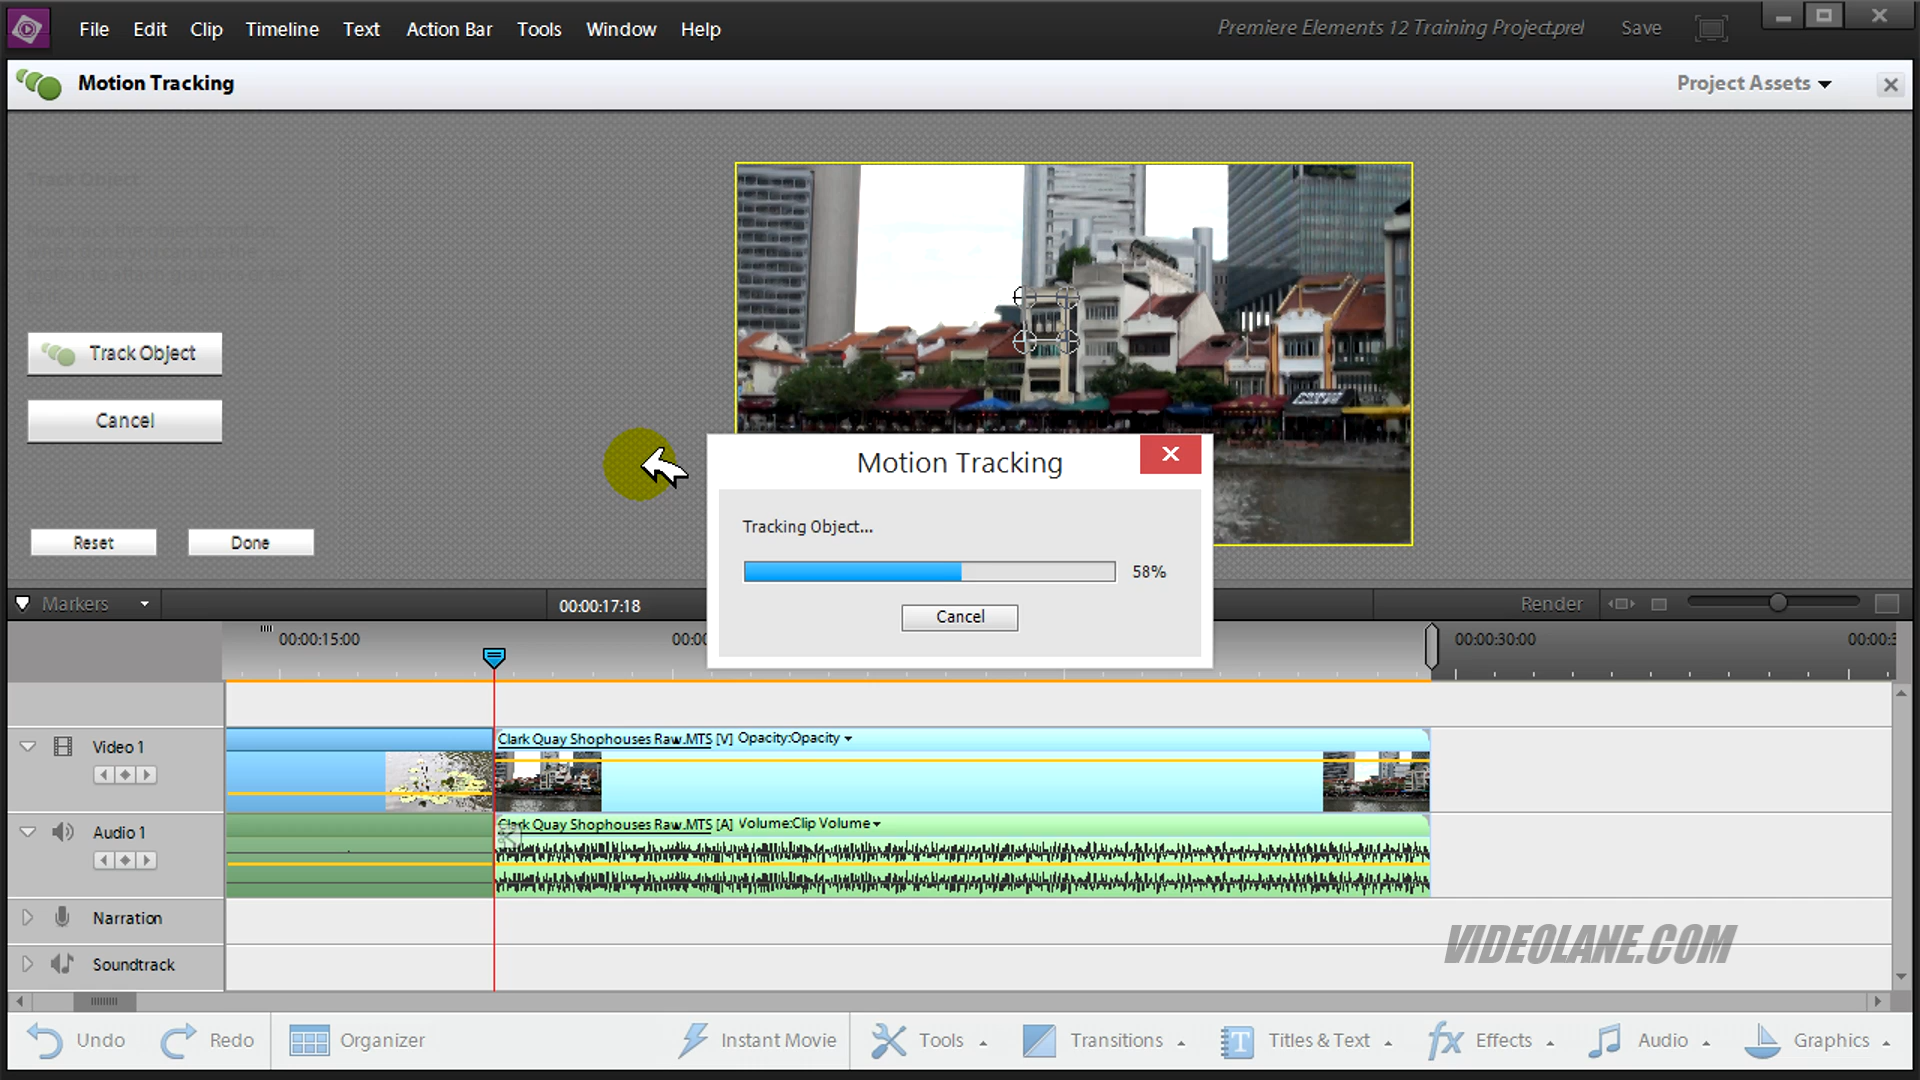 File Edit Clip Timeline Text Action Bar Tools Window Help
Premiere Elements 12 Training Project.prel Save
Motion Tracking
Project Assets
Track Object
Track Object
Cancel
Reset Done
Motion Tracking
Tracking Object...
58%
Cancel
Markers
00:00:17:18
Render
00:00:15:00
00:00:30:00
Video 1
Clark Quay Shophouses Raw.MTS [V] Opacity:Opacity
Audio 1
Clark Quay Shophouses Raw.MTS [A] Volume:Clip Volume
Narration
Soundtrack
VIDEOLANE.COM
Undo Redo Organizer Instant Movie Tools Transitions Titles & Text fx Effects Audio Graphics